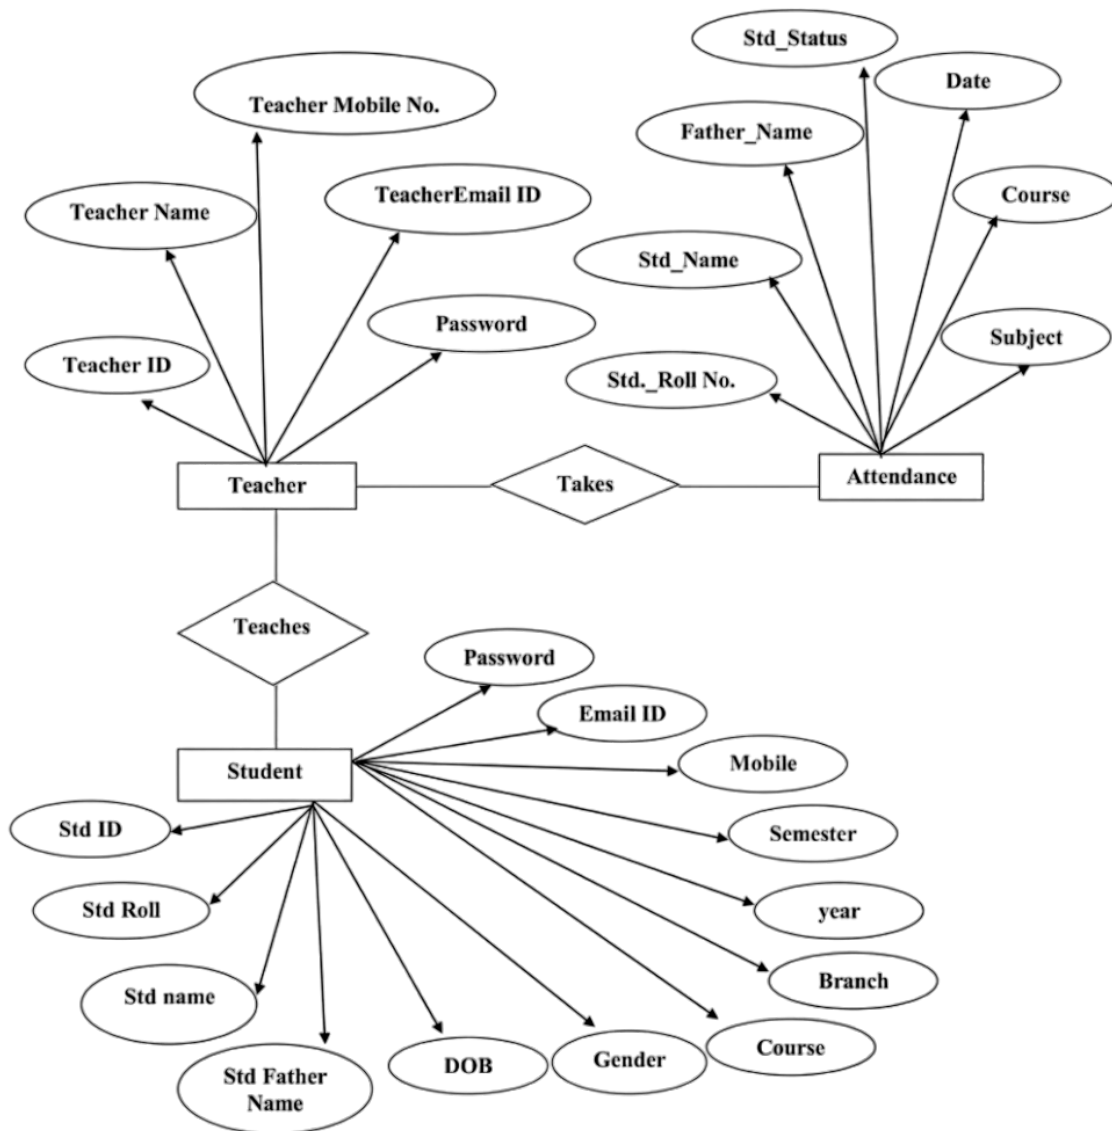 Std_Status
Date
Teacher Mobile No.
Father_Name
TeacherEmail ID
Course
Teacher Name
Std_Name
Password
Subject
Teacher ID
Std._Roll No.
Teacher
Takes
Attendance
Teaches
Password
Email ID
Mobile
Student
Std ID
Semester
Std Roll
year
Branch
Std name
Course
Gender
DOB
Std Father
Name